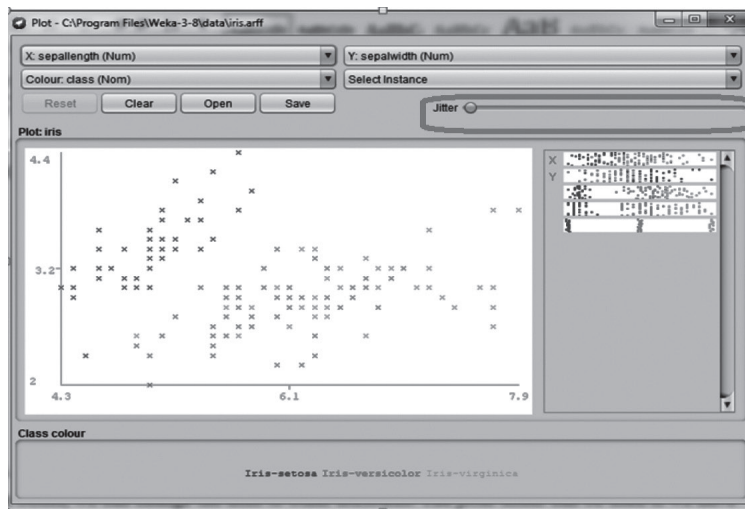 Plot - C:\Program Files\Weka-3-8\data\iris.arff
X: sepallength (Num)
Y: sepalwidth (Num)
Colour: class (Nom)
Select Instance
Reset Clear Open Save
Jitter
Plot: iris
4.4
3.2
2
4.3
6.1
7.9
X
Y
Class colour
Iris-setosa Iris-versicolor Iris-virginica